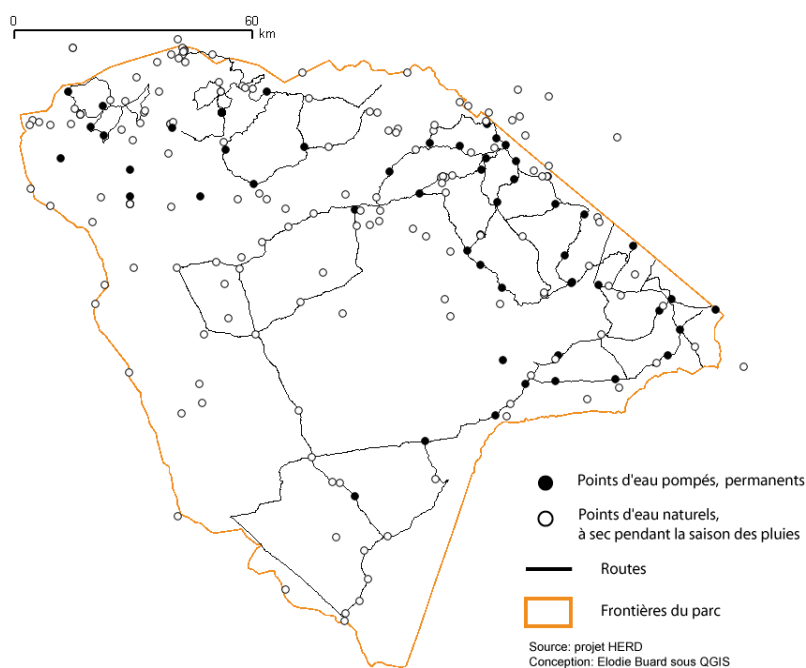 0 60
km
Points d'eau pompés, permanents
Points d'eau naturels,
à sec pendant la saison des pluies
Routes
Frontières du parc
Source: projet HERD
Conception: Elodie Buard sous QGIS